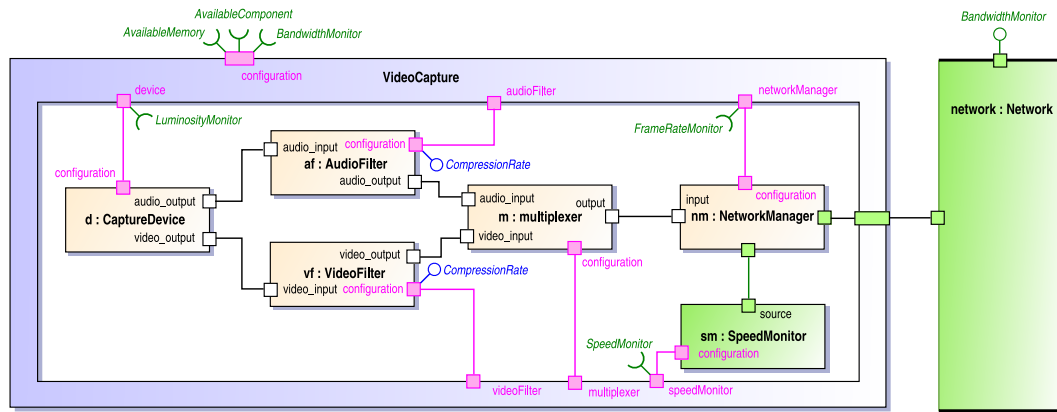 AvailableComponent
AvailableMemory
BandwidthMonitor
BandwidthMonitor
configuration
VideoCapture
device
audioFilter
networkManager
LuminosityMonitor
FrameRateMonitor
network : Network
audio_input
configuration
af : AudioFilter
CompressionRate
audio_output
configuration
configuration
audio_output
d : CaptureDevice
video_output
audio_input
output
m : multiplexer
video_input
input
nm : NetworkManager
video_output
vf : VideoFilter
CompressionRate
configuration
video_input
configuration
source
sm : SpeedMonitor
SpeedMonitor
configuration
videoFilter
multiplexer
speedMonitor